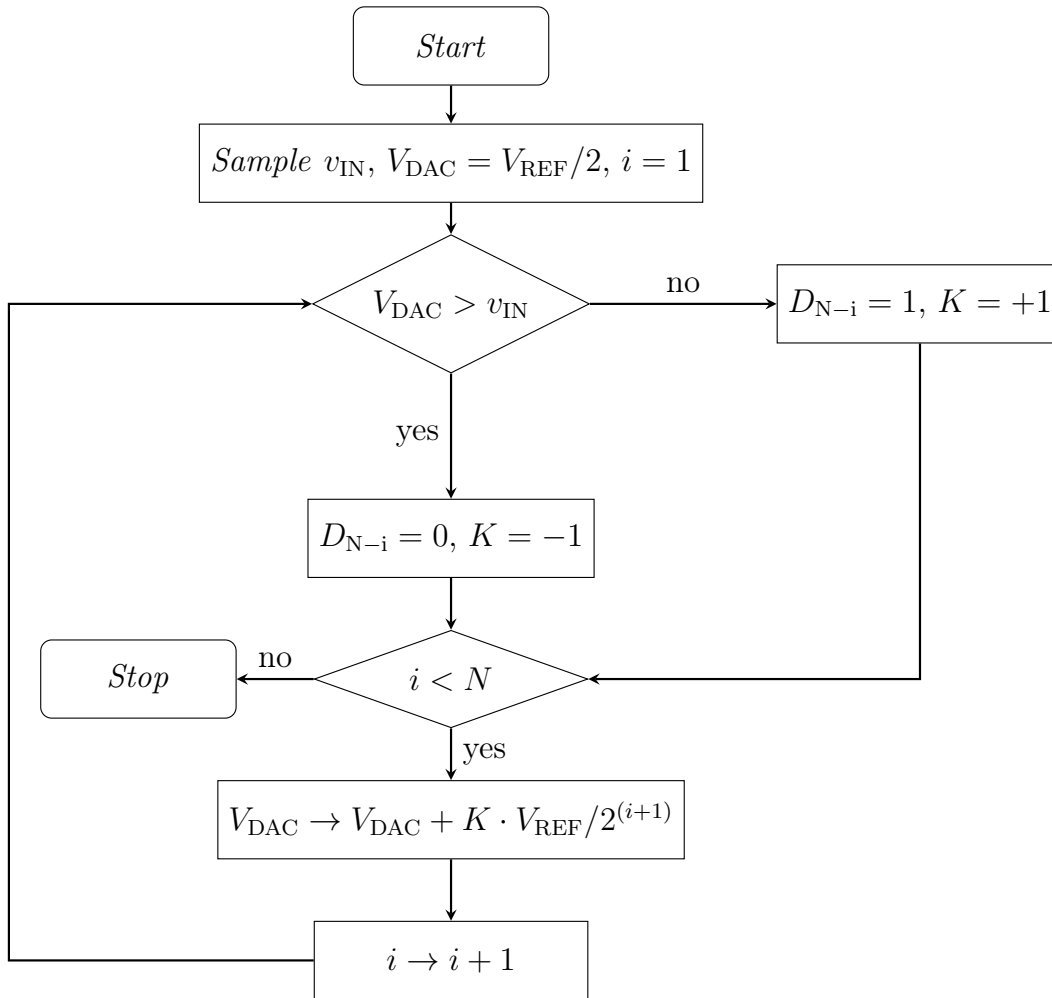 Start
Sample v_IN, V_DAC = V_REF/2, i = 1
V_DAC > v_IN
no
D_N−i = 1, K = +1
yes
D_N−i = 0, K = −1
Stop
no
i < N
yes
V_DAC → V_DAC + K · V_REF/2^(i+1)
i → i + 1